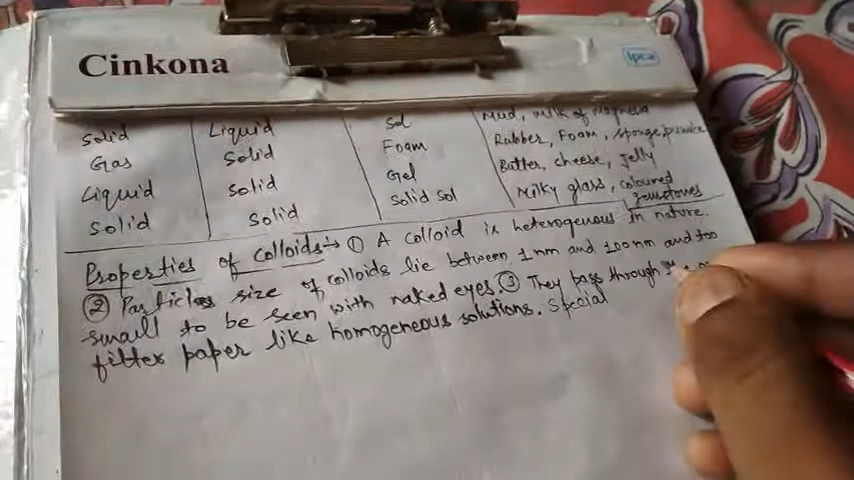 Cinkona
ipca
Solid Liquid Sol Mud, milk of Magnesia
Gas Solid Foam Rubber, Foam, sponge, pumice
Liquid Solid Gel Butter, cheese, Jelly
Solid Solid Solid Sol Milky glass, coloured gemstones
Properties of colloids → ① A colloid is heterogenous in nature.
② Particles size of colloids lie between 1 nm and 100 nm and too
small to be seen with naked eyes. ③ They pass through
filter paper like homogeneous solutions. Special